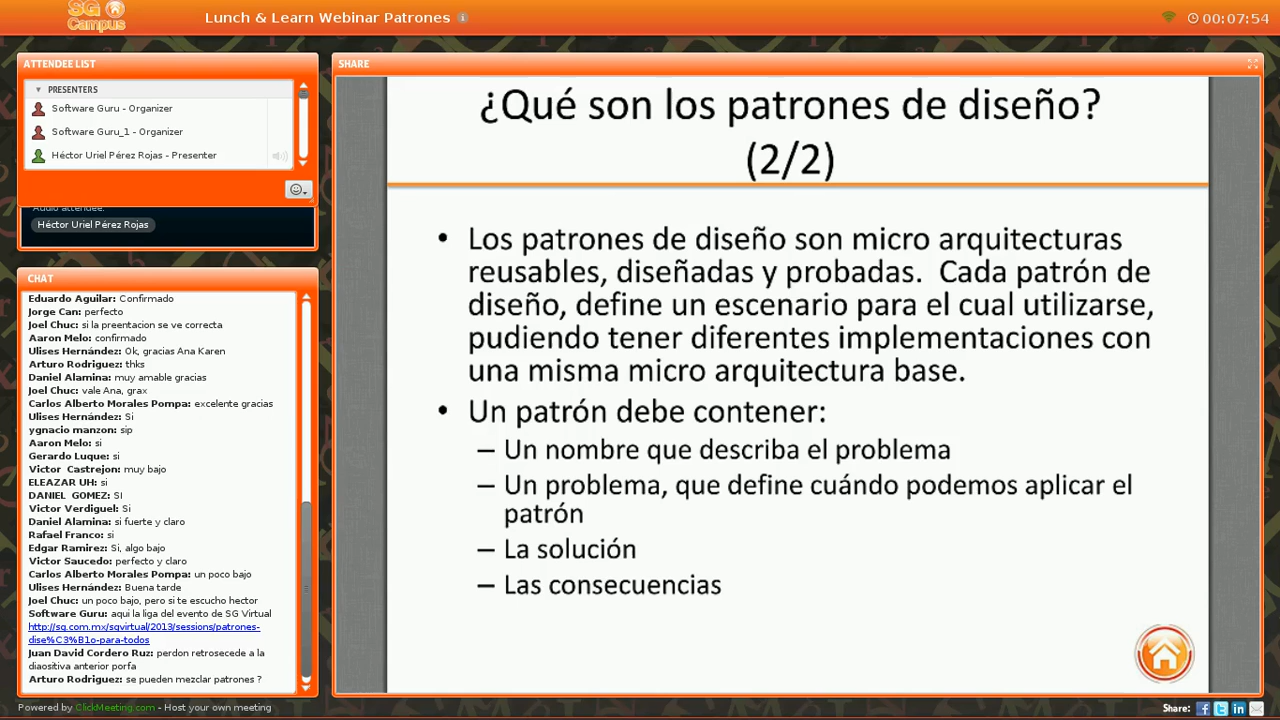 SG
Campus
Lunch & Learn Webinar Patrones
00:07:54
ATTENDEE LIST
PRESENTERS
Software Guru - Organizer
Software Guru_1 - Organizer
Héctor Uriel Pérez Rojas - Presenter
Audio attendee:
Héctor Uriel Pérez Rojas
CHAT
Eduardo Aguilar: Confirmado
Jorge Can: perfecto
Joel Chuc: si la preentacion se ve correcta
Aaron Melo: confirmado
Ulises Hernández: Ok, gracias Ana Karen
Arturo Rodriguez: thks
Daniel Alamina: muy amable gracias
Joel Chuc: vale Ana, grax
Carlos Alberto Morales Pompa: excelente gracias
Ulises Hernández: Si
ygnacio manzon: sip
Aaron Melo: si
Gerardo Luque: si
Victor Castrejon: muy bajo
ELEAZAR UH: si
DANIEL GOMEZ: SI
Victor Verdiguel: Si
Daniel Alamina: si fuerte y claro
Rafael Franco: si
Edgar Ramirez: Si, algo bajo
Victor Saucedo: perfecto y claro
Carlos Alberto Morales Pompa: un poco bajo
Ulises Hernández: Buena tarde
Joel Chuc: un poco bajo, pero si te escucho hector
Software Guru: aqui la liga del evento de SG Virtual
http://sg.com.mx/sgvirtual/2013/sessions/patrones-
dise%C3%B1o-para-todos
Juan David Cordero Ruz: perdon retrosecede a la
diaositiva anterior porfa
Arturo Rodriguez: se pueden mezclar patrones ?
SHARE
¿Qué son los patrones de diseño?
(2/2)
• Los patrones de diseño son micro arquitecturas
reusables, diseñadas y probadas. Cada patrón de
diseño, define un escenario para el cual utilizarse,
pudiendo tener diferentes implementaciones con
una misma micro arquitectura base.
• Un patrón debe contener:
– Un nombre que describa el problema
– Un problema, que define cuándo podemos aplicar el
patrón
– La solución
– Las consecuencias
Powered by ClickMeeting.com - Host your own meeting
Share: